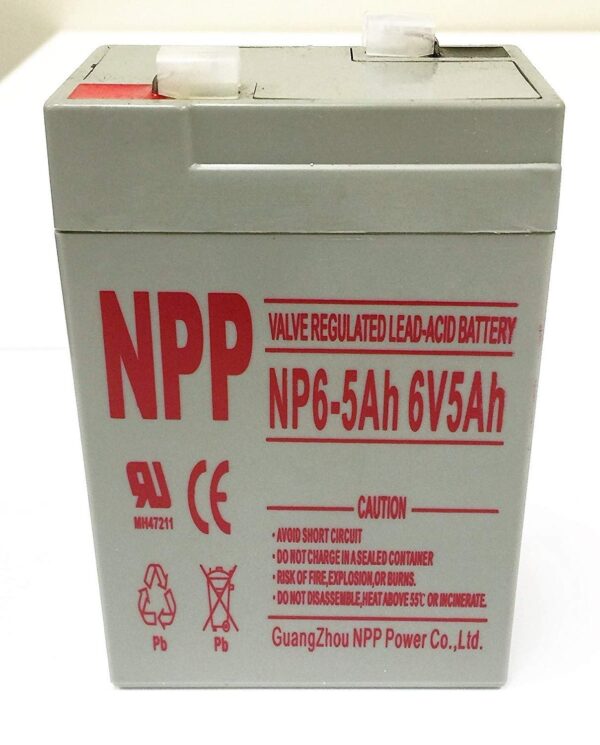 NPP
VALVE REGULATED LEAD-ACID BATTERY
NP6-5Ah 6V5Ah
RU
MH47211
CE
CAUTION
• AVOID SHORT CIRCUIT
• DO NOT CHARGE IN A SEALED CONTAINER
• RISK OF FIRE,EXPLOSION,OR BURNS.
• DO NOT DISASSEMBLE,HEAT ABOVE 55℃ OR INCINERATE.
Pb
Pb
GuangZhou NPP Power Co.,Ltd.